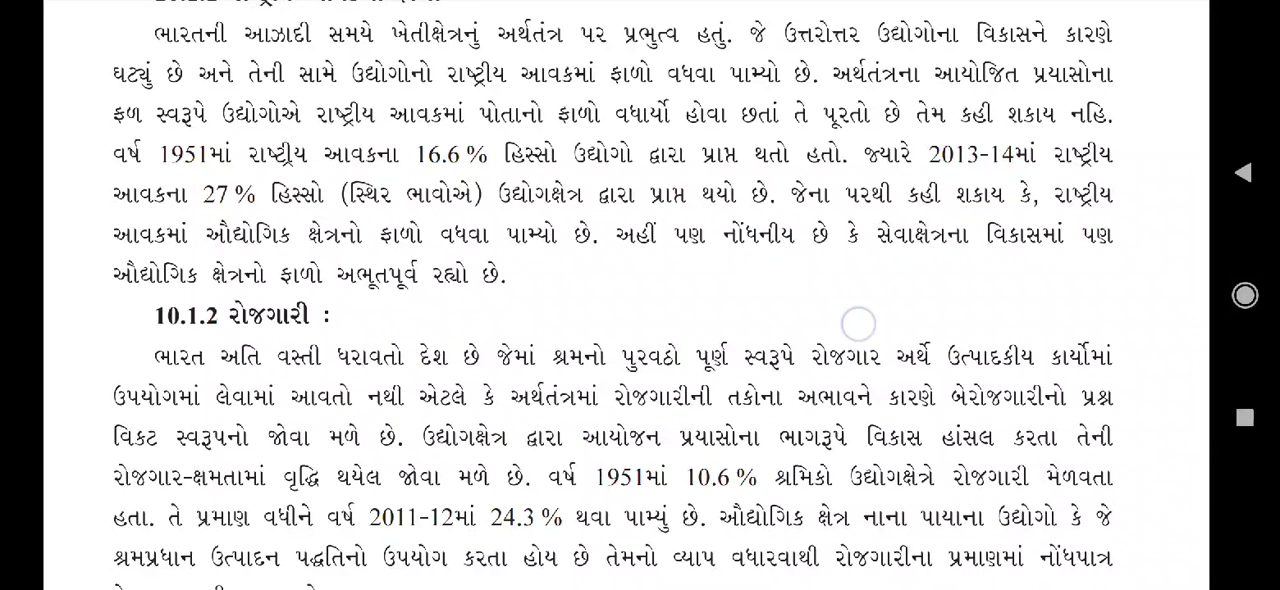 ભારતની આઝાદી સમયે ખેતીક્ષેત્રનું અર્થતંત્ર પર પ્રભુત્વ હતું. જે ઉત્તરોત્તર ઉદ્યોગોના વિકાસને કારણે
ઘટ્યું છે અને તેની સામે ઉદ્યોગોનો રાષ્ટ્રીય આવકમાં ફાળો વધવા પામ્યો છે. અર્થતંત્રના આયોજિત પ્રયાસોના
ફળ સ્વરૂપે ઉદ્યોગોએ રાષ્ટ્રીય આવકમાં પોતાનો ફાળો વધાર્યો હોવા છતાં તે પૂરતો છે તેમ કહી શકાય નહિ.
વર્ષ 1951માં રાષ્ટ્રીય આવકના 16.6 % હિસ્સો ઉદ્યોગો દ્વારા પ્રાપ્ત થતો હતો. જ્યારે 2013-14માં રાષ્ટ્રીય
આવકના 27 % હિસ્સો (સ્થિર ભાવોએ) ઉદ્યોગક્ષેત્ર દ્વારા પ્રાપ્ત થયો છે. જેના પરથી કહી શકાય કે, રાષ્ટ્રીય
આવકમાં ઔદ્યોગિક ક્ષેત્રનો ફાળો વધવા પામ્યો છે. અહીં પણ નોંધનીય છે કે સેવાક્ષેત્રના વિકાસમાં પણ
ઔદ્યોગિક ક્ષેત્રનો ફાળો અભૂતપૂર્વ રહ્યો છે.
10.1.2 રોજગારી :
ભારત અતિ વસ્તી ધરાવતો દેશ છે જેમાં શ્રમનો પુરવઠો પૂર્ણ સ્વરૂપે રોજગાર અર્થે ઉત્પાદકીય કાર્યોમાં
ઉપયોગમાં લેવામાં આવતો નથી એટલે કે અર્થતંત્રમાં રોજગારીની તકોના અભાવને કારણે બેરોજગારીનો પ્રશ્ન
વિકટ સ્વરૂપનો જોવા મળે છે. ઉદ્યોગક્ષેત્ર દ્વારા આયોજન પ્રયાસોના ભાગરૂપે વિકાસ હાંસલ કરતા તેની
રોજગાર-ક્ષમતામાં વૃદ્ધિ થયેલ જોવા મળે છે. વર્ષ 1951માં 10.6 % શ્રમિકો ઉદ્યોગક્ષેત્રે રોજગારી મેળવતા
હતા. તે પ્રમાણ વધીને વર્ષ 2011-12માં 24.3 % થવા પામ્યું છે. ઔદ્યોગિક ક્ષેત્ર નાના પાયાના ઉદ્યોગો કે જે
શ્રમપ્રધાન ઉત્પાદન પદ્ધતિનો ઉપયોગ કરતા હોય છે તેમનો વ્યાપ વધારવાથી રોજગારીના પ્રમાણમાં નોંધપાત્ર